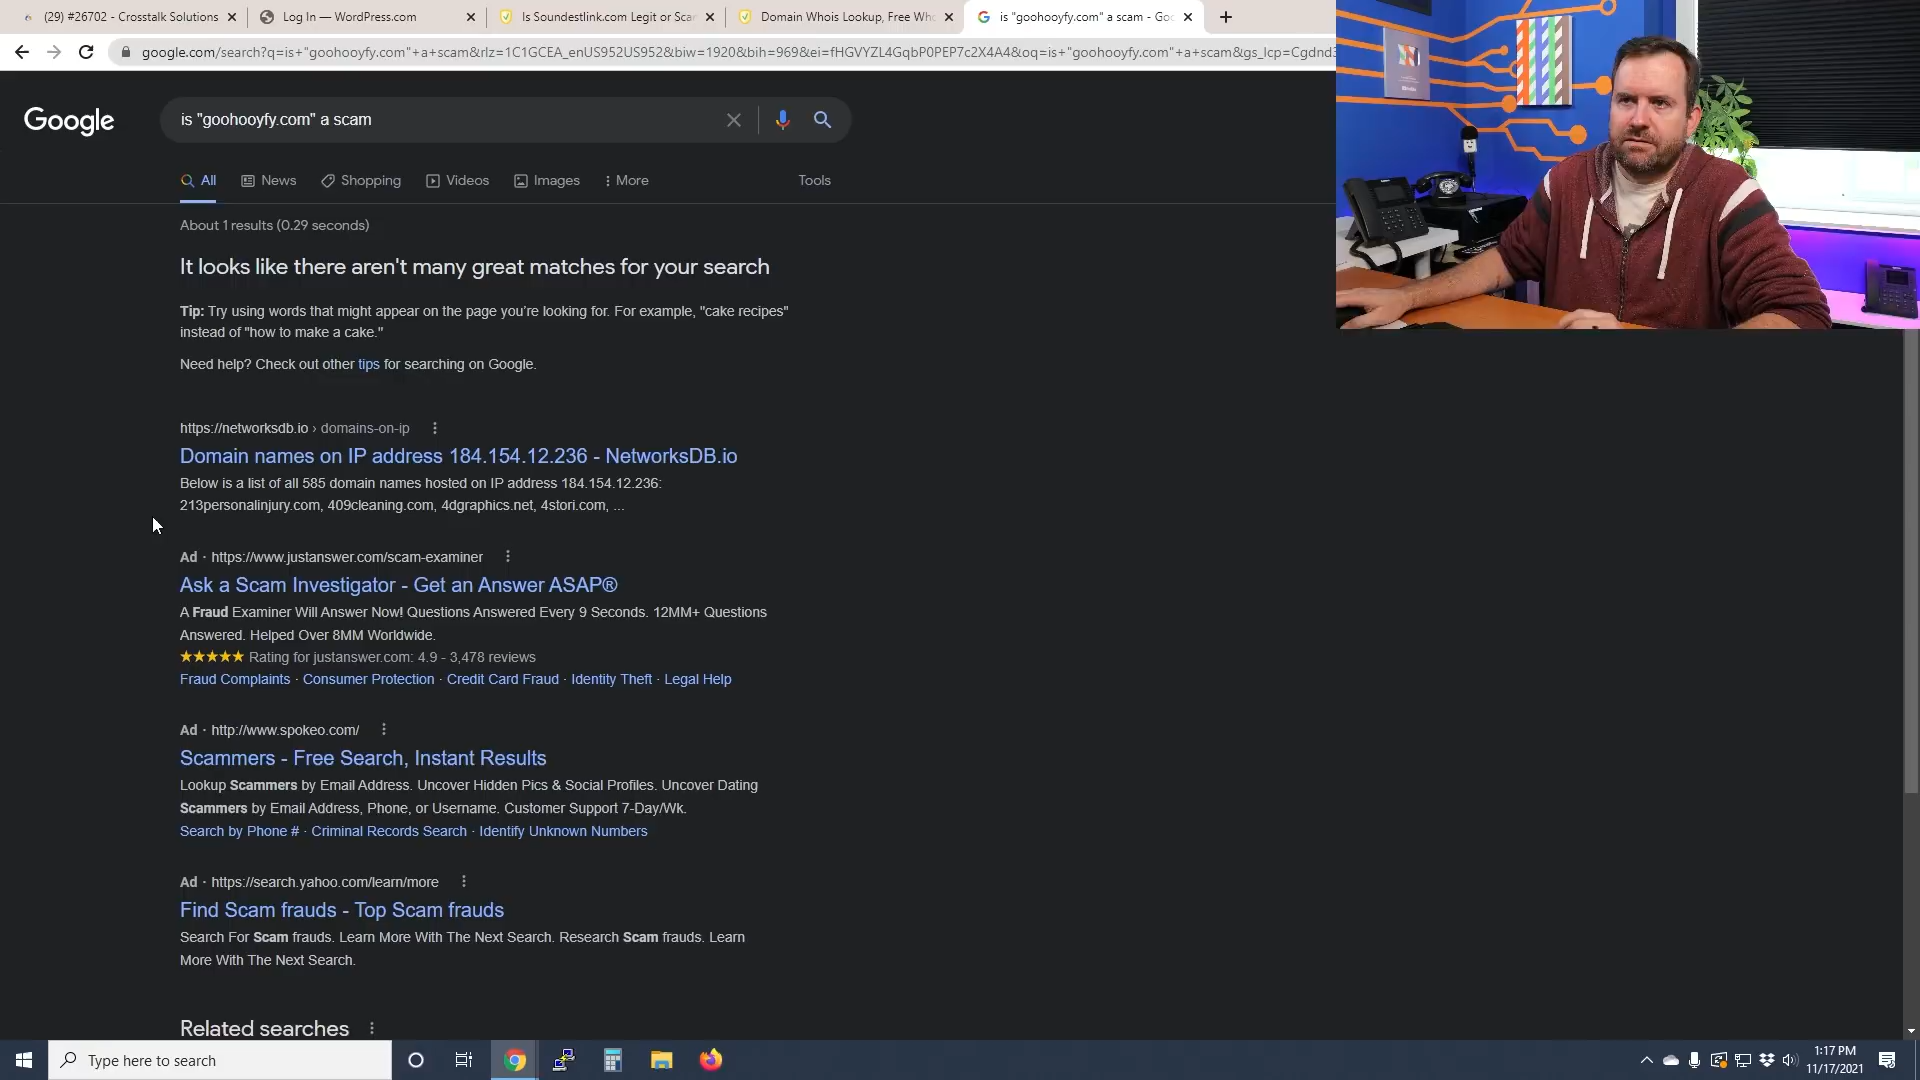 (29) #26702 - Crosstalk Solutions
Log In — WordPress.com
Is Soundestlink.com Legit or Scar
Domain Whois Lookup, Free Who
is "goohooyfy.com" a scam - Goo
google.com/search?q=is+"goohooyfy.com"+a+scam&rlz=1C1GCEA_enUS952US952&biw=1920&bih=969&ei=fHGVYZL4GqbP0PEP7c2X4A4&oq=is+"goohooyfy.com"+a+scam&gs_lcp=Cgdnd3
Google
is "goohooyfy.com" a scam
All
News
Shopping
Videos
Images
More
Tools
About 1 results (0.29 seconds)
It looks like there aren't many great matches for your search
Tip: Try using words that might appear on the page you're looking for. For example, "cake recipes"
instead of "how to make a cake."
Need help? Check out other tips for searching on Google.
https://networksdb.io › domains-on-ip
Domain names on IP address 184.154.12.236 - NetworksDB.io
Below is a list of all 585 domain names hosted on IP address 184.154.12.236:
213personalinjury.com, 409cleaning.com, 4dgraphics.net, 4stori.com, ...
Ad · https://www.justanswer.com/scam-examiner
Ask a Scam Investigator - Get an Answer ASAP®
A Fraud Examiner Will Answer Now! Questions Answered Every 9 Seconds. 12MM+ Questions
Answered. Helped Over 8MM Worldwide.
★★★★★ Rating for justanswer.com: 4.9 - 3,478 reviews
Fraud Complaints · Consumer Protection · Credit Card Fraud · Identity Theft · Legal Help
Ad · http://www.spokeo.com/
Scammers - Free Search, Instant Results
Lookup Scammers by Email Address. Uncover Hidden Pics & Social Profiles. Uncover Dating
Scammers by Email Address, Phone, or Username. Customer Support 7-Day/Wk.
Search by Phone # · Criminal Records Search · Identify Unknown Numbers
Ad · https://search.yahoo.com/learn/more
Find Scam frauds - Top Scam frauds
Search For Scam frauds. Learn More With The Next Search. Research Scam frauds. Learn
More With The Next Search.
Related searches
Type here to search
1:17 PM
11/17/2021